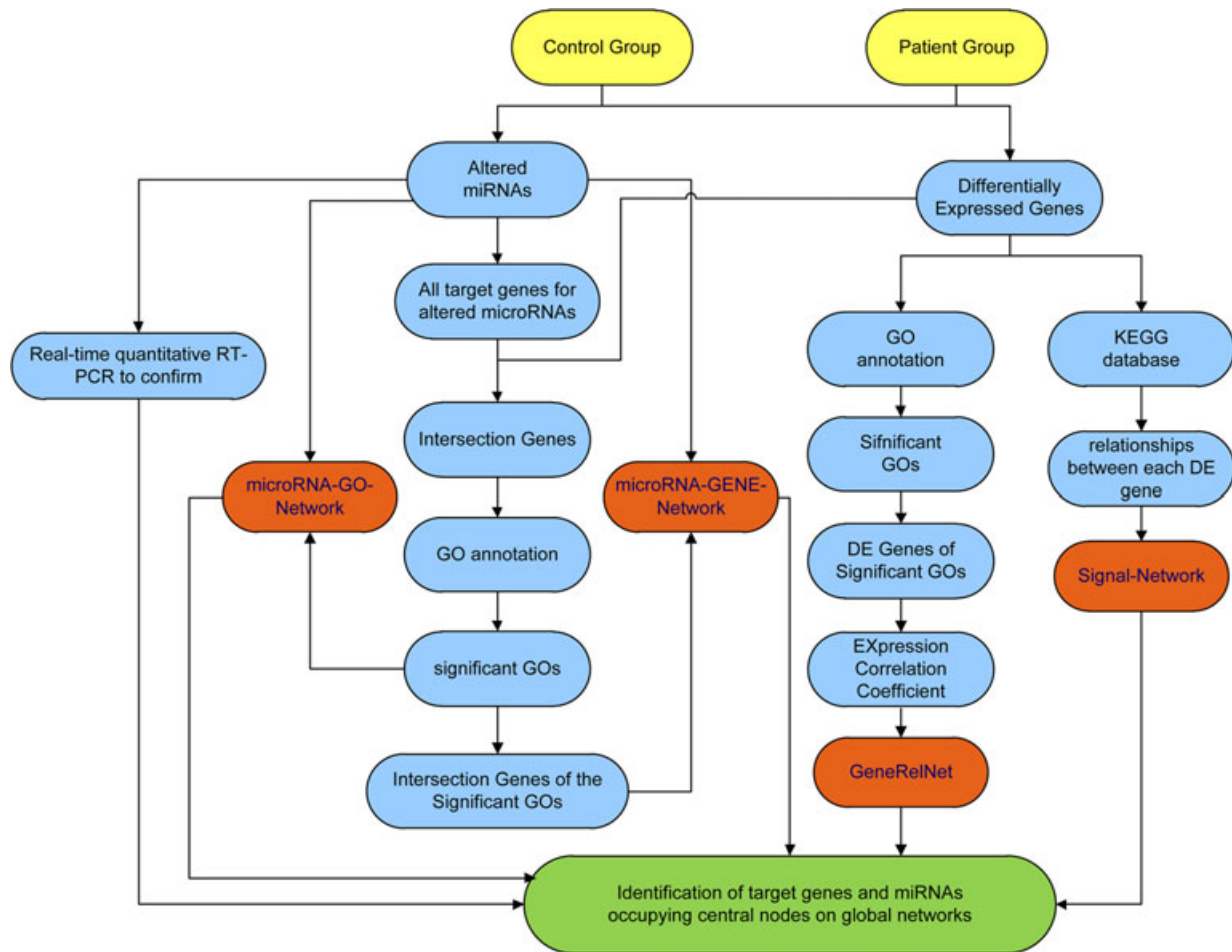 Control Group
Patient Group
Altered
miRNAs
Differentially
Expressed Genes
All target genes for
altered microRNAs
Real-time quantitative RT-
PCR to confirm
GO
annotation
KEGG
database
Intersection Genes
Sifnificant
GOs
relationships
between each DE
gene
microRNA-GO-
Network
microRNA-GENE-
Network
GO annotation
DE Genes of
Significant GOs
Signal-Network
significant GOs
EXpression
Correlation
Coefficient
Intersection Genes of the
Significant GOs
GeneRelNet
Identification of target genes and miRNAs
occupying central nodes on global networks